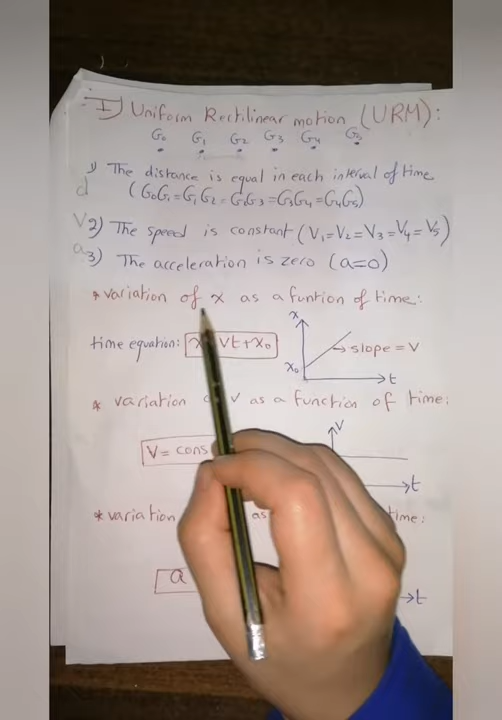 I) Uniform Rectilinear motion (URM):
G₀ G₁ G₂ G₃ G₄ G₅
d 1) The distance is equal in each interval of time
(G₀G₁ = G₁G₂ = G₂G₃ = G₃G₄ = G₄G₅)
V 2) The speed is constant (V₁ = V₂ = V₃ = V₄ = V₅)
a 3) The acceleration is zero (a=0)
* variation of x as a funtion of time:
time equation: x Vt + x₀
x
x₀
slope = V
t
* variation V as a function of time:
V = cons
V
t
* variation as time:
a
t